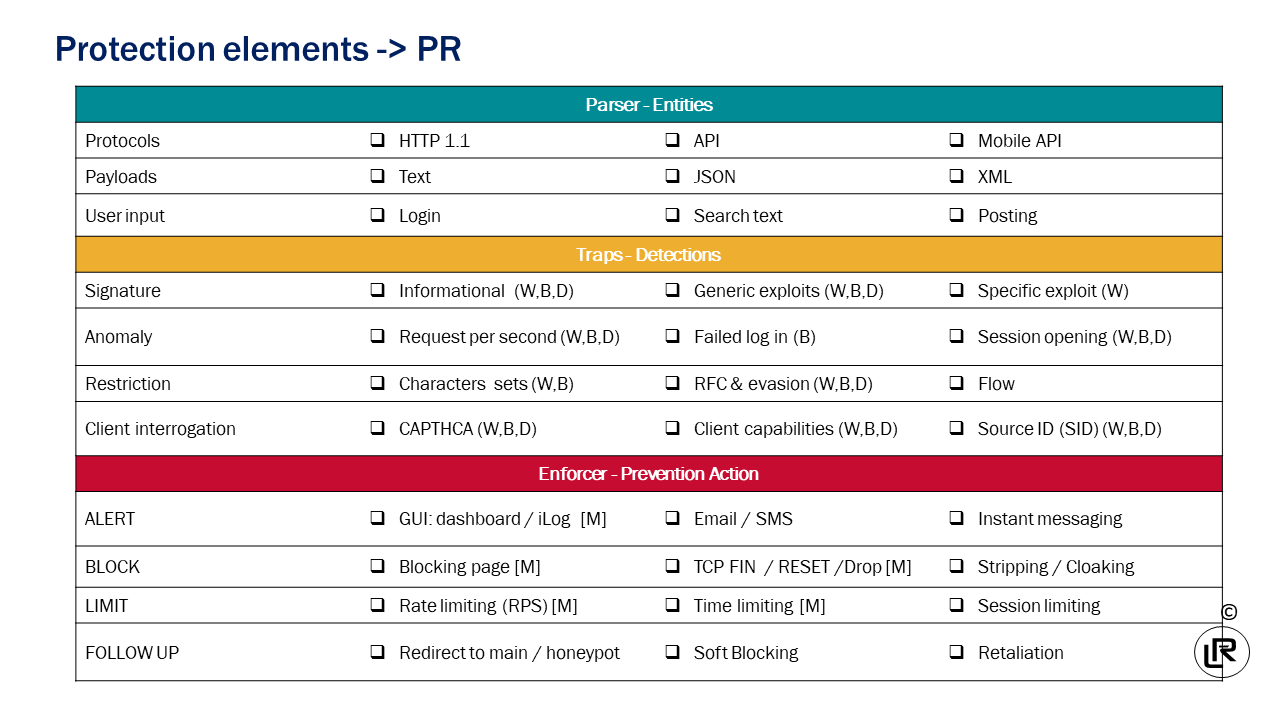 Protection elements -> PR
Parser - Entities
Protocols ❑ HTTP 1.1 ❑ API ❑ Mobile API
Payloads ❑ Text ❑ JSON ❑ XML
User input ❑ Login ❑ Search text ❑ Posting
Traps - Detections
Signature ❑ Informational (W,B,D) ❑ Generic exploits (W,B,D) ❑ Specific exploit (W)
Anomaly ❑ Request per second (W,B,D) ❑ Failed log in (B) ❑ Session opening (W,B,D)
Restriction ❑ Characters sets (W,B) ❑ RFC & evasion (W,B,D) ❑ Flow
Client interrogation ❑ CAPTHCA (W,B,D) ❑ Client capabilities (W,B,D) ❑ Source ID (SID) (W,B,D)
Enforcer - Prevention Action
ALERT ❑ GUI: dashboard / iLog [M] ❑ Email / SMS ❑ Instant messaging
BLOCK ❑ Blocking page [M] ❑ TCP FIN / RESET /Drop [M] ❑ Stripping / Cloaking
LIMIT ❑ Rate limiting (RPS) [M] ❑ Time limiting [M] ❑ Session limiting
©
FOLLOW UP ❑ Redirect to main / honeypot ❑ Soft Blocking ❑ Retaliation